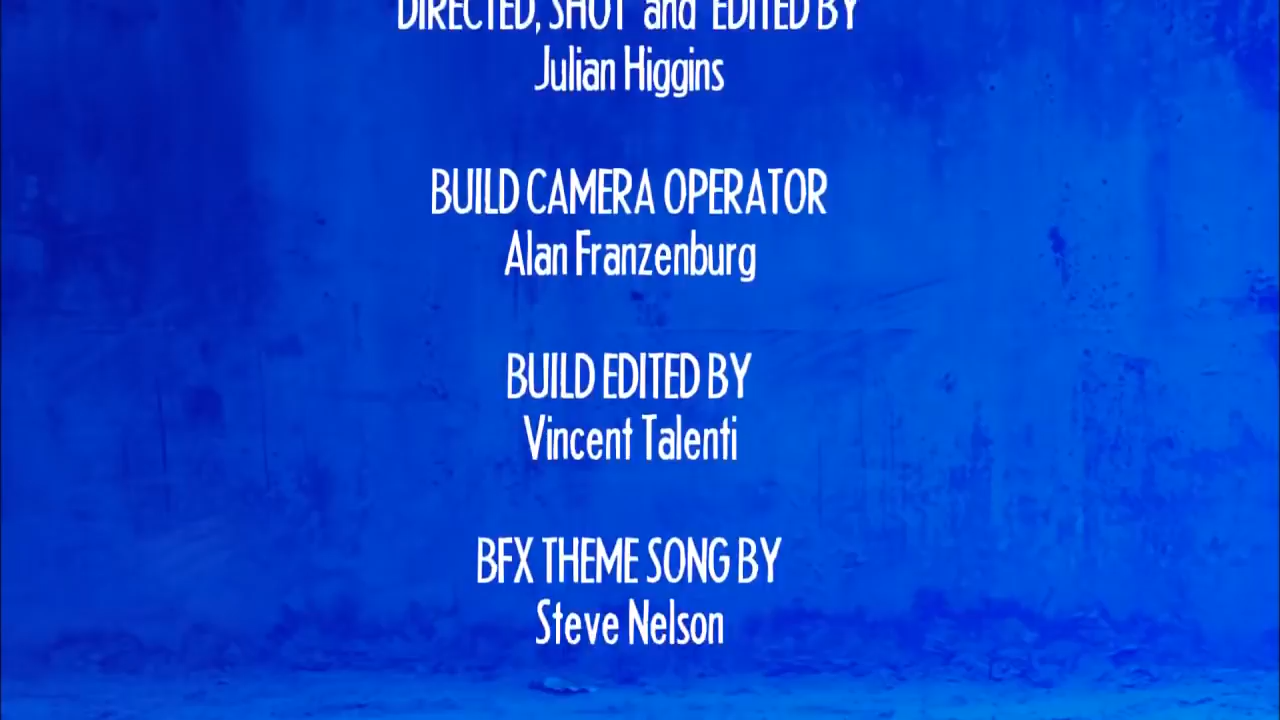 DIRECTED, SHOT and EDITED BY
Julian Higgins
BUILD CAMERA OPERATOR
Alan Franzenburg
BUILD EDITED BY
Vincent Talenti
BFX THEME SONG BY
Steve Nelson